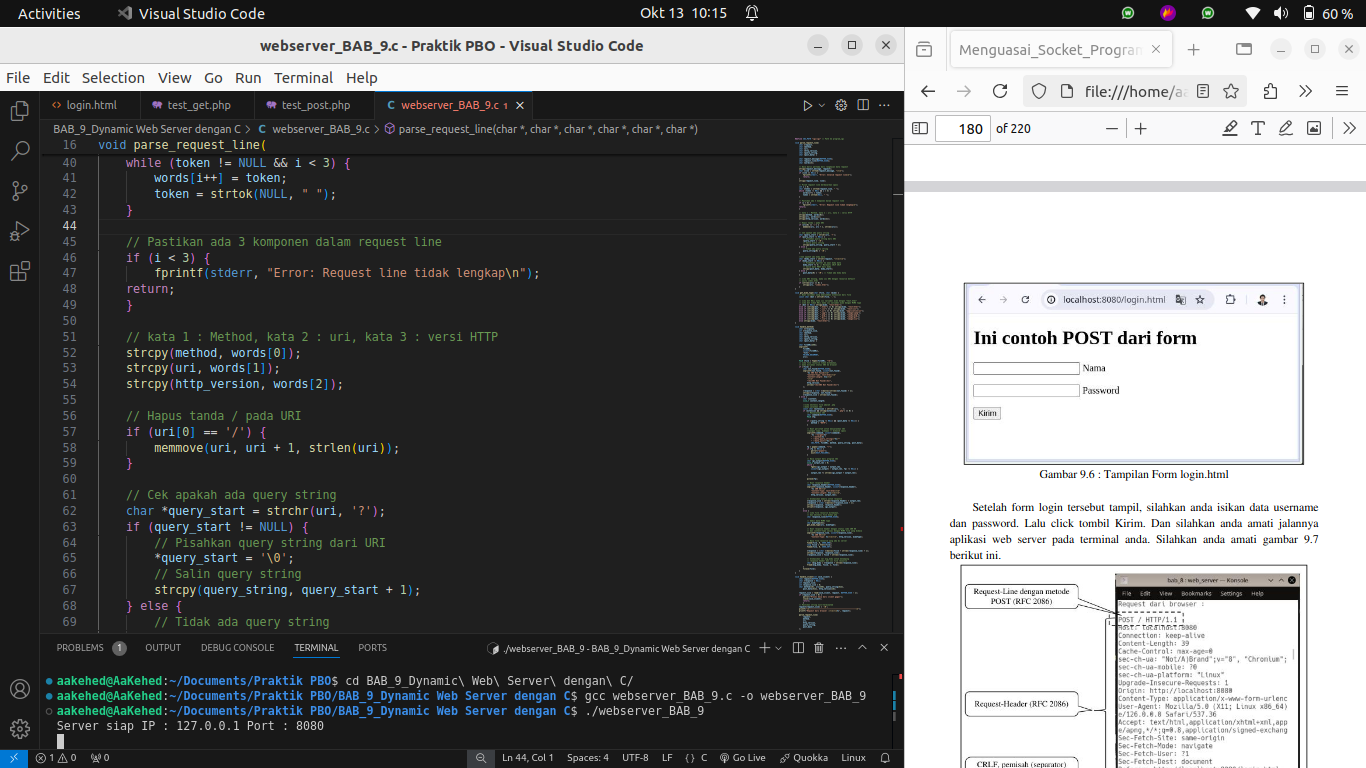 Activities
Visual Studio Code
Okt 13 10:15
60 %
webserver_BAB_9.c - Praktik PBO - Visual Studio Code
File Edit Selection View Go Run Terminal Help
login.html test_get.php test_post.php webserver_BAB_9.c 1
BAB_9_Dynamic Web Server dengan C > C webserver_BAB_9.c > parse_request_line(char *, char *, char *, char *, char *, char *)
16 void parse_request_line(
40 while (token != NULL && i < 3) {
41 words[i++] = token;
42 token = strtok(NULL, " ");
43 }
44
45 // Pastikan ada 3 komponen dalam request line
46 if (i < 3) {
47 fprintf(stderr, "Error: Request line tidak lengkap\n");
48 return;
49 }
50
51 // kata 1 : Method, kata 2 : uri, kata 3 : versi HTTP
52 strcpy(method, words[0]);
53 strcpy(uri, words[1]);
54 strcpy(http_version, words[2]);
55
56 // Hapus tanda / pada URI
57 if (uri[0] == '/') {
58 memmove(uri, uri + 1, strlen(uri));
59 }
60
61 // Cek apakah ada query string
62 char *query_start = strchr(uri, '?');
63 if (query_start != NULL) {
64 // Pisahkan query string dari URI
65 *query_start = '\0';
66 // Salin query string
67 strcpy(query_string, query_start + 1);
68 } else {
69 // Tidak ada query string
PROBLEMS 1 OUTPUT DEBUG CONSOLE TERMINAL PORTS
./webserver_BAB_9 - BAB_9_Dynamic Web Server dengan C
aakehed@AaKehed:~/Documents/Praktik PBO$ cd BAB_9_Dynamic\ Web\ Server\ dengan\ C/
aakehed@AaKehed:~/Documents/Praktik PBO/BAB_9_Dynamic Web Server dengan C$ gcc webserver_BAB_9.c -o webserver_BAB_9
aakehed@AaKehed:~/Documents/Praktik PBO/BAB_9_Dynamic Web Server dengan C$ ./webserver_BAB_9
Server siap IP : 127.0.0.1 Port : 8080
1 0 0 Ln 44, Col 1 Spaces: 4 UTF-8 LF {} C Go Live Quokka Linux
Menguasai_Socket_Program
file:///home/aa
180 of 220
localhost:8080/login.html
Ini contoh POST dari form
Nama
Password
Kirim
Gambar 9.6 : Tampilan Form login.html
Setelah form login tersebut tampil, silahkan anda isikan data username
dan password. Lalu click tombil Kirim. Dan silahkan anda amati jalannya
aplikasi web server pada terminal anda. Silahkan anda amati gambar 9.7
berikut ini.
Request-Line dengan metode
POST (RFC 2086)
Request-Header (RFC 2086)
CRLF, pemisah (separator)
bab_8 : web_server — Konsole
File Edit View Bookmarks Settings Help
Request dari browser :
POST / HTTP/1.1
Host: localhost:8080
Connection: keep-alive
Content-Length: 39
Cache-Control: max-age=0
sec-ch-ua: "Not/A)Brand";v="8", "Chromium";
sec-ch-ua-mobile: ?0
sec-ch-ua-platform: "Linux"
Upgrade-Insecure-Requests: 1
Origin: http://localhost:8080
Content-Type: application/x-www-form-urlenc
User-Agent: Mozilla/5.0 (X11; Linux x86_64)
e/126.0.0.0 Safari/537.36
Accept: text/html,application/xhtml+xml,app
e/apng,*/*;q=0.8,application/signed-exchang
Sec-Fetch-Site: same-origin
Sec-Fetch-Mode: navigate
Sec-Fetch-User: ?1
Sec-Fetch-Dest: document